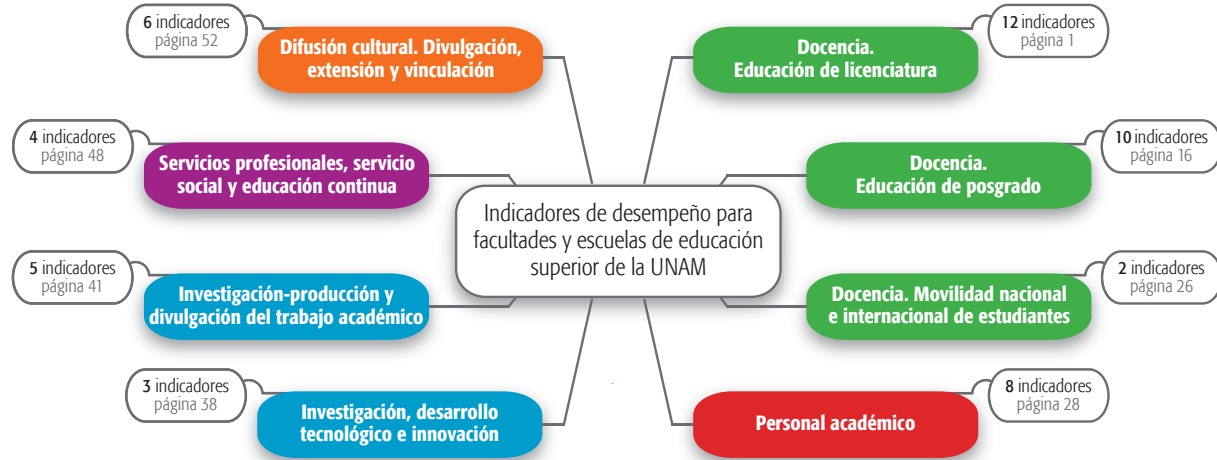 6 indicadores
página 52
Difusión cultural. Divulgación,
extensión y vinculación
4 indicadores
página 48
Servicios profesionales, servicio
social y educación continua
5 indicadores
página 41
Investigación-producción y
divulgación del trabajo académico
3 indicadores
página 38
Investigación, desarrollo
tecnológico e innovación
Indicadores de desempeño para
facultades y escuelas de educación
superior de la UNAM
12 indicadores
página 1
Docencia.
Educación de licenciatura
10 indicadores
página 16
Docencia.
Educación de posgrado
2 indicadores
página 26
Docencia. Movilidad nacional
e internacional de estudiantes
8 indicadores
página 28
Personal académico